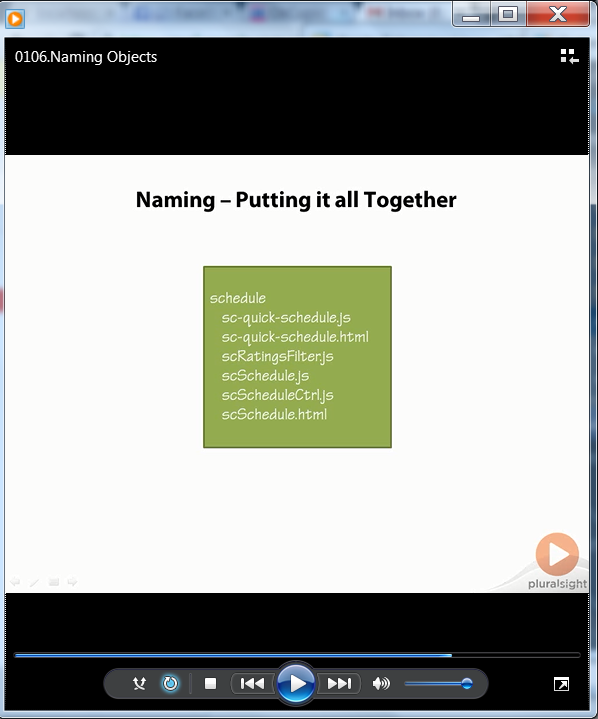 0106.Naming Objects
Naming – Putting it all Together
schedule
sc-quick-schedule.js
sc-quick-schedule.html
scRatingsFilter.js
scSchedule.js
scScheduleCtrl.js
scSchedule.html
pluralsight